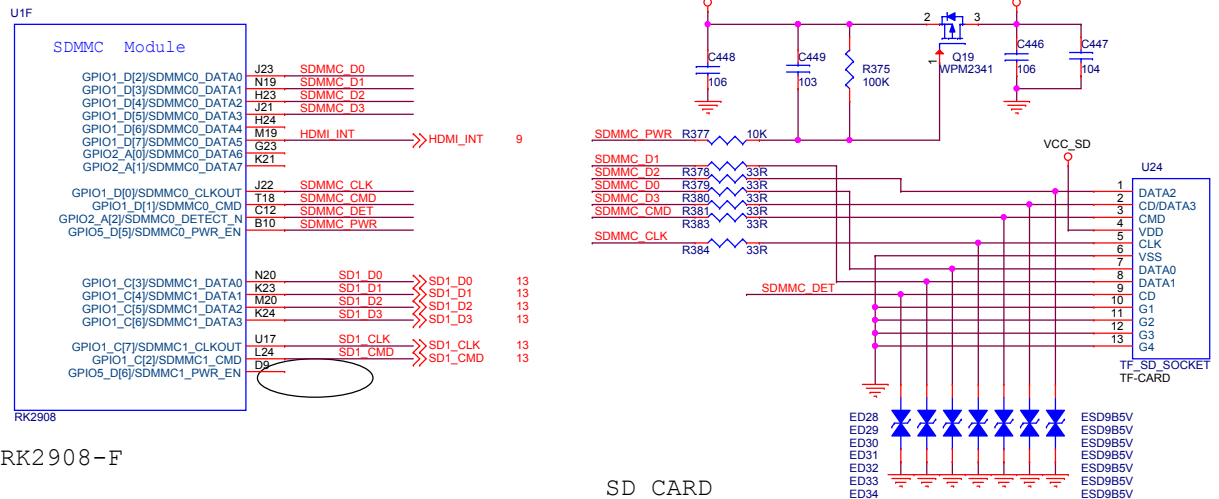 U1F
SDMMC Module
GPIO1_D[2]/SDMMC0_DATA0 J23 SDMMC_D0
GPIO1_D[3]/SDMMC0_DATA1 N19 SDMMC_D1
GPIO1_D[4]/SDMMC0_DATA2 H23 SDMMC_D2
GPIO1_D[5]/SDMMC0_DATA3 J21 SDMMC_D3
GPIO1_D[6]/SDMMC0_DATA4 H24
GPIO1_D[7]/SDMMC0_DATA5 M19 HDMI_INT HDMI_INT 9
GPIO2_A[0]/SDMMC0_DATA6 G23
GPIO2_A[1]/SDMMC0_DATA7 K21
GPIO1_D[0]/SDMMC0_CLKOUT J22 SDMMC_CLK
GPIO1_D[1]/SDMMC0_CMD T18 SDMMC_CMD
GPIO2_A[2]/SDMMC0_DETECT_N C12 SDMMC_DET
GPIO5_D[5]/SDMMC0_PWR_EN B10 SDMMC_PWR
GPIO1_C[3]/SDMMC1_DATA0 N20 SD1_D0 SD1_D0 13
GPIO1_C[4]/SDMMC1_DATA1 K23 SD1_D1 SD1_D1 13
GPIO1_C[5]/SDMMC1_DATA2 M20 SD1_D2 SD1_D2 13
GPIO1_C[6]/SDMMC1_DATA3 K24 SD1_D3 SD1_D3 13
GPIO1_C[7]/SDMMC1_CLKOUT U17 SD1_CLK SD1_CLK 13
GPIO1_C[2]/SDMMC1_CMD L24 SD1_CMD SD1_CMD 13
GPIO5_D[6]/SDMMC1_PWR_EN D9
RK2908
RK2908-F
2 3
1
C448
106
C449
103
R375
100K
Q19
WPM2341
C446
106
C447
104
SDMMC_PWR R377 10K
SDMMC_D1 R378 33R
SDMMC_D2 R379 33R
SDMMC_D0 R380 33R
SDMMC_D3 R381 33R
SDMMC_CMD R383 33R
SDMMC_CLK R384 33R
SDMMC_DET
VCC_SD
U24
1 DATA2
2 CD/DATA3
3 CMD
4 VDD
5 CLK
6 VSS
7 DATA0
8 DATA1
9 CD
10 G1
11 G2
12 G3
13 G4
TF_SD_SOCKET
TF-CARD
ED28 ESD9B5V
ED29 ESD9B5V
ED30 ESD9B5V
ED31 ESD9B5V
ED32 ESD9B5V
ED33 ESD9B5V
ED34 ESD9B5V
SD CARD